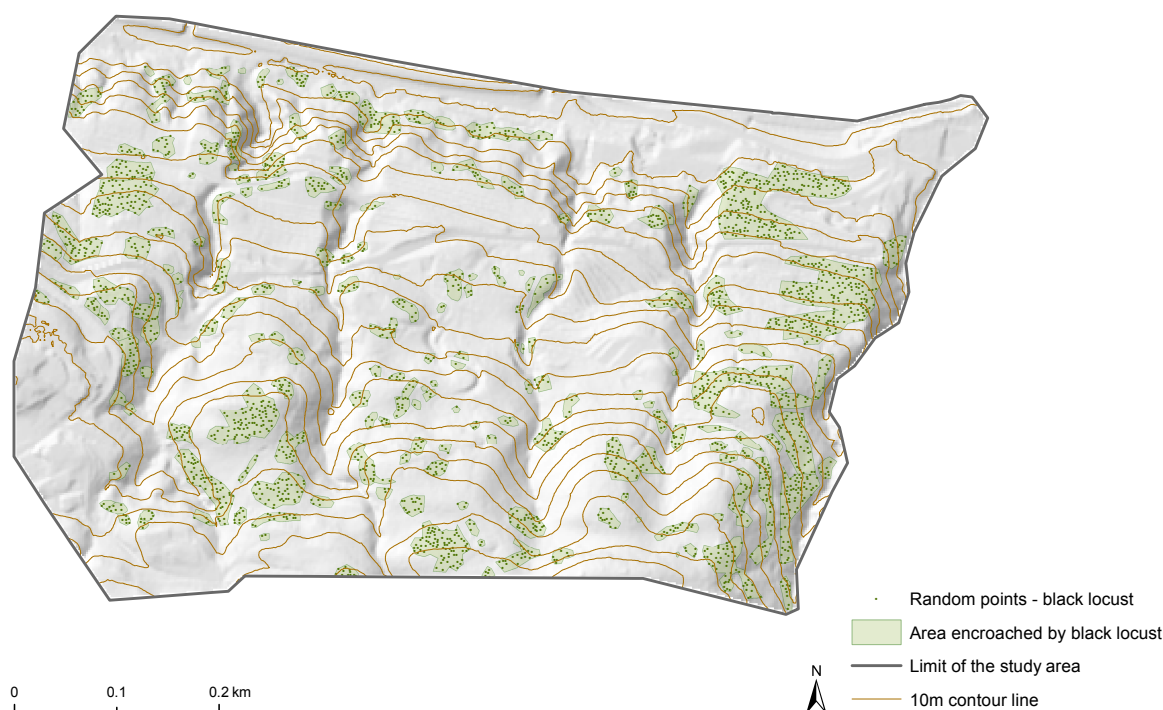 Random points - black locust
Area encroached by black locust
Limit of the study area
10m contour line
N
0 0.1 0.2 km